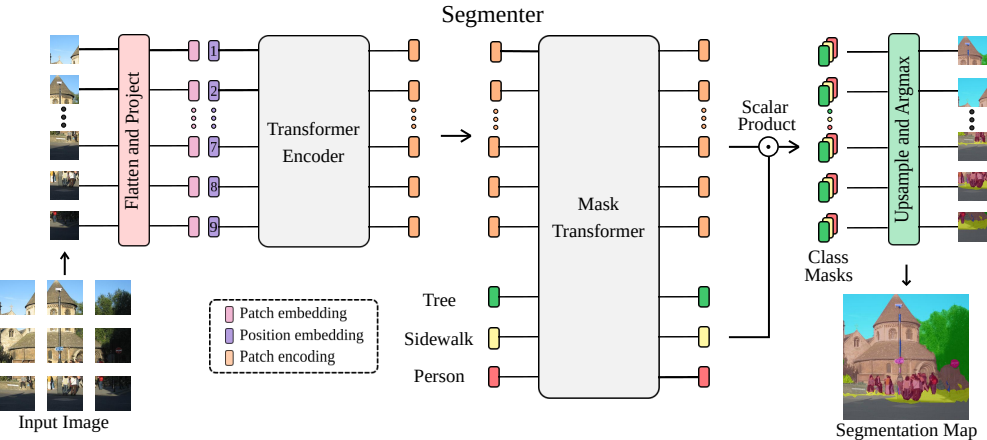 Segmenter
Flatten and Project
1
2
7
8
9
Transformer
Encoder
Mask
Transformer
Scalar
Product
Upsample and Argmax
Class
Masks
Tree
Sidewalk
Person
Patch embedding
Position embedding
Patch encoding
Input Image
Segmentation Map